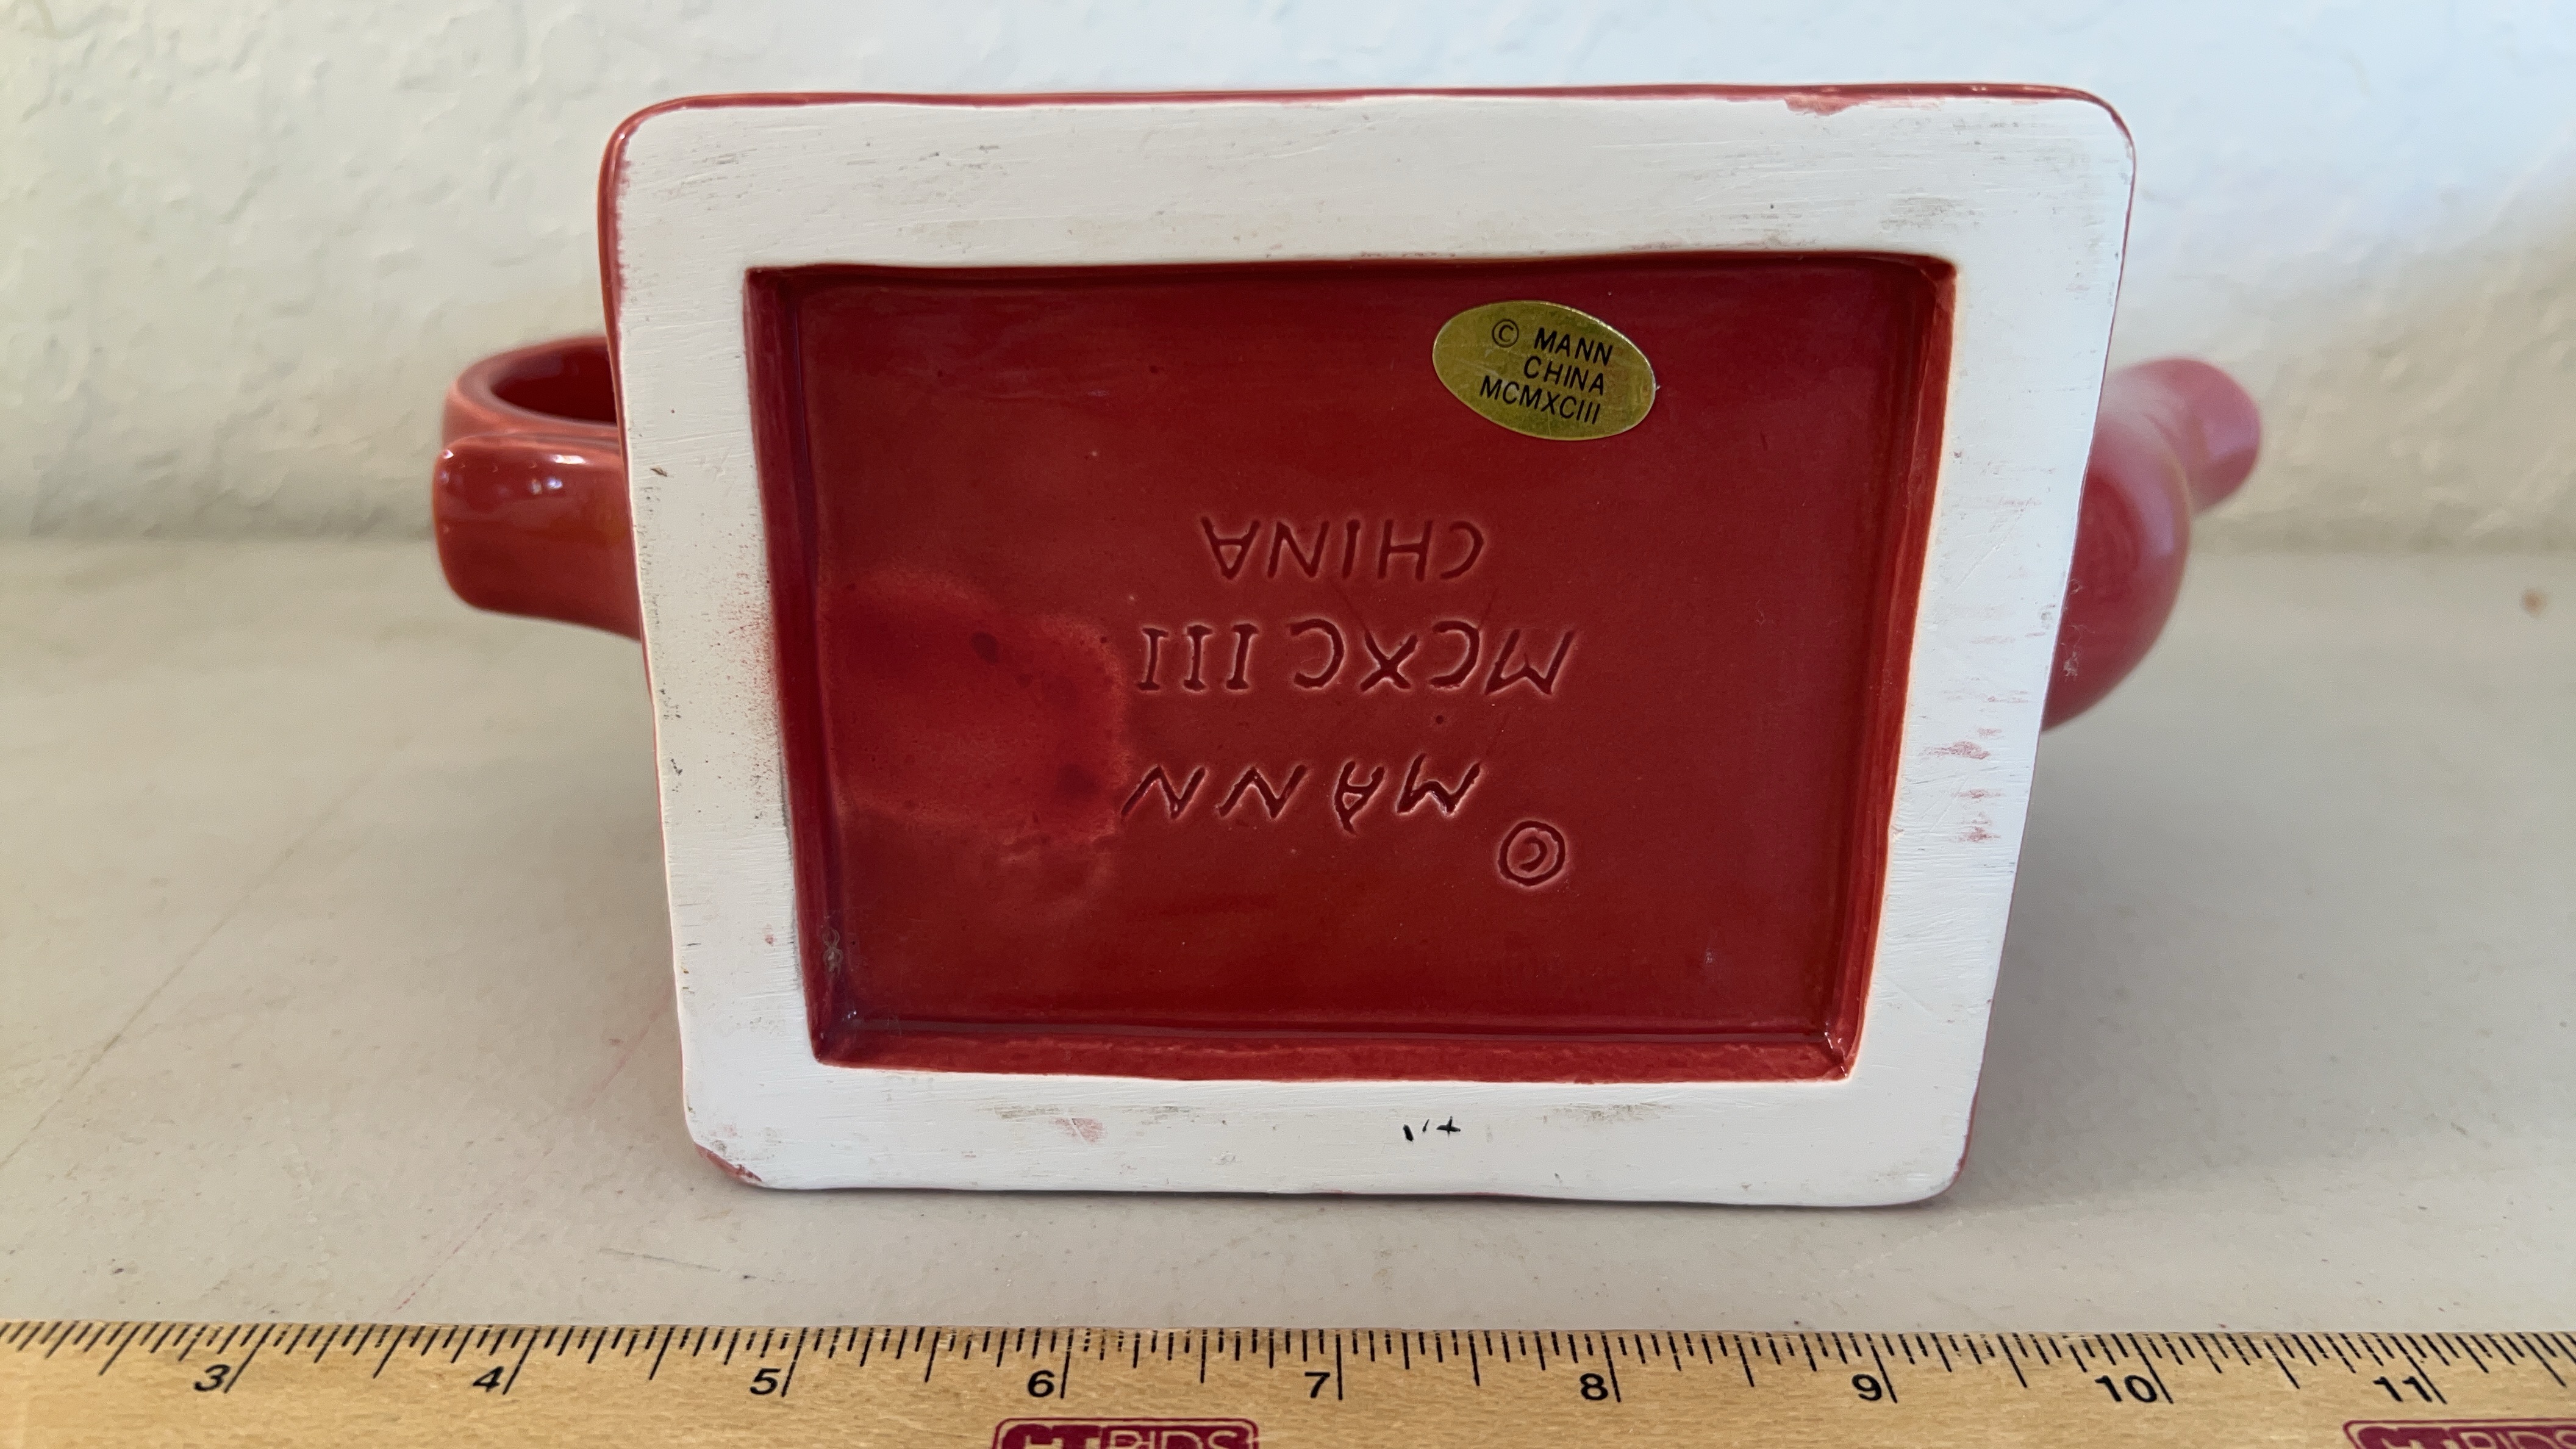 © MANN
CHINA
MCMXCIII
© MANN
MCXC III
CHINA
3 4 5 6 7 8 9 10 11